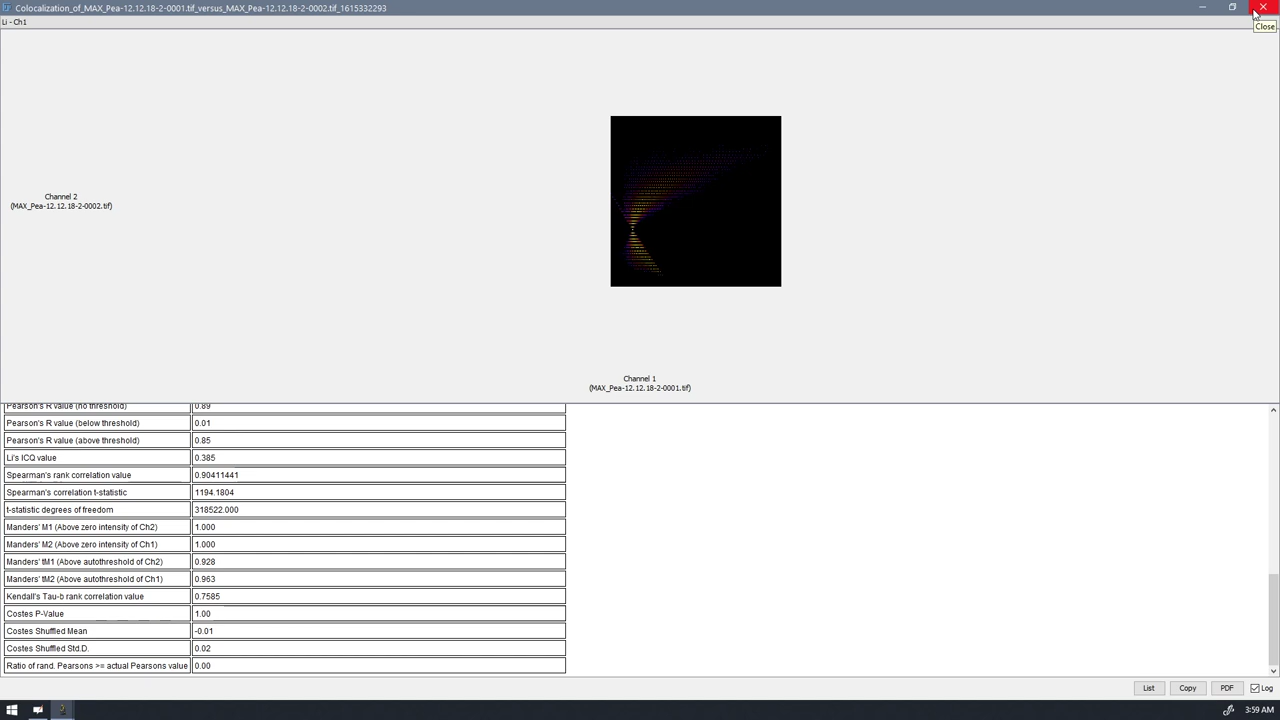 Colocalization_of_MAX_Pea-12.12.18-2-0001.tif_versus_MAX_Pea-12.12.18-2-0002.tif_1615332293
Close
Li - Ch1
Channel 2
(MAX_Pea-12.12.18-2-0002.tif)
Channel 1
(MAX_Pea-12.12.18-2-0001.tif)
Pearson's R value (no threshold) 0.89
Pearson's R value (below threshold) 0.01
Pearson's R value (above threshold) 0.85
Li's ICQ value 0.385
Spearman's rank correlation value 0.90411441
Spearman's correlation t-statistic 1194.1804
t-statistic degrees of freedom 318522.000
Manders' M1 (Above zero intensity of Ch2) 1.000
Manders' M2 (Above zero intensity of Ch1) 1.000
Manders' tM1 (Above autothreshold of Ch2) 0.928
Manders' tM2 (Above autothreshold of Ch1) 0.963
Kendall's Tau-b rank correlation value 0.7585
Costes P-Value 1.00
Costes Shuffled Mean -0.01
Costes Shuffled Std.D. 0.02
Ratio of rand. Pearsons >= actual Pearsons value 0.00
List Copy PDF Log
3:59 AM